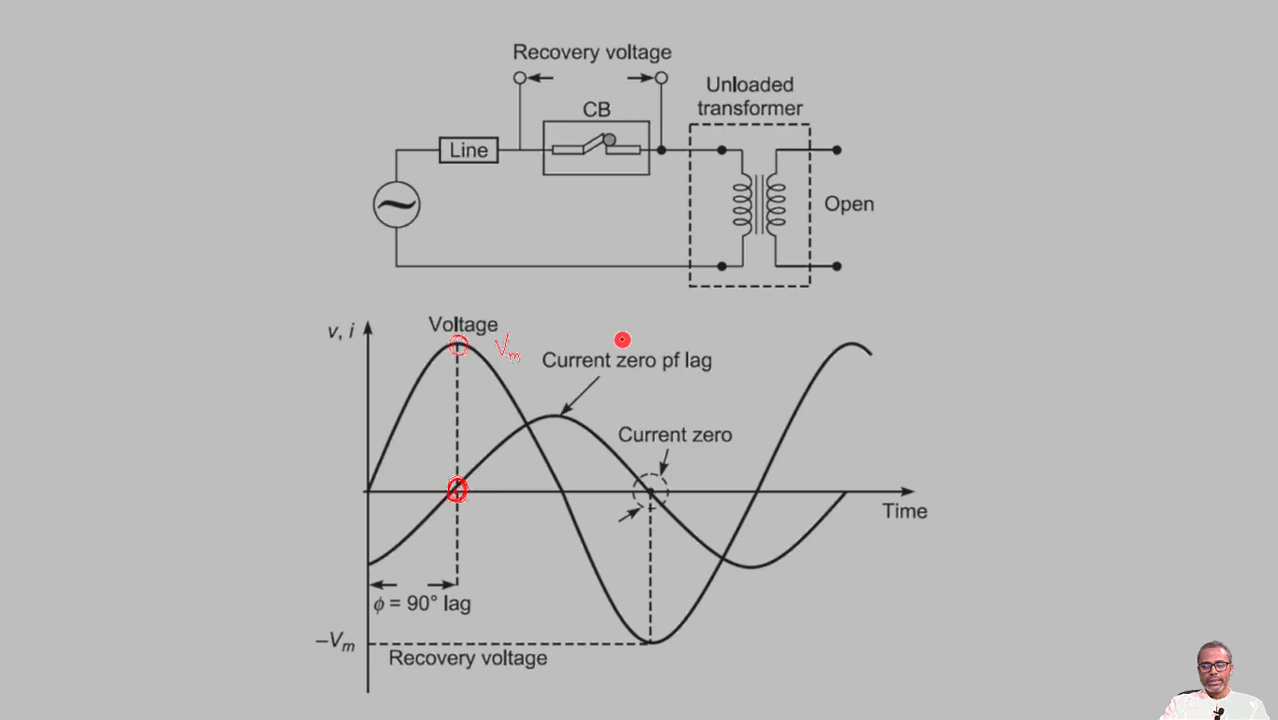 Recovery voltage
Unloaded
transformer
CB
Line
Open
v, i
Voltage
Vm
Current zero pf lag
Current zero
Time
ϕ = 90° lag
–Vm
Recovery voltage